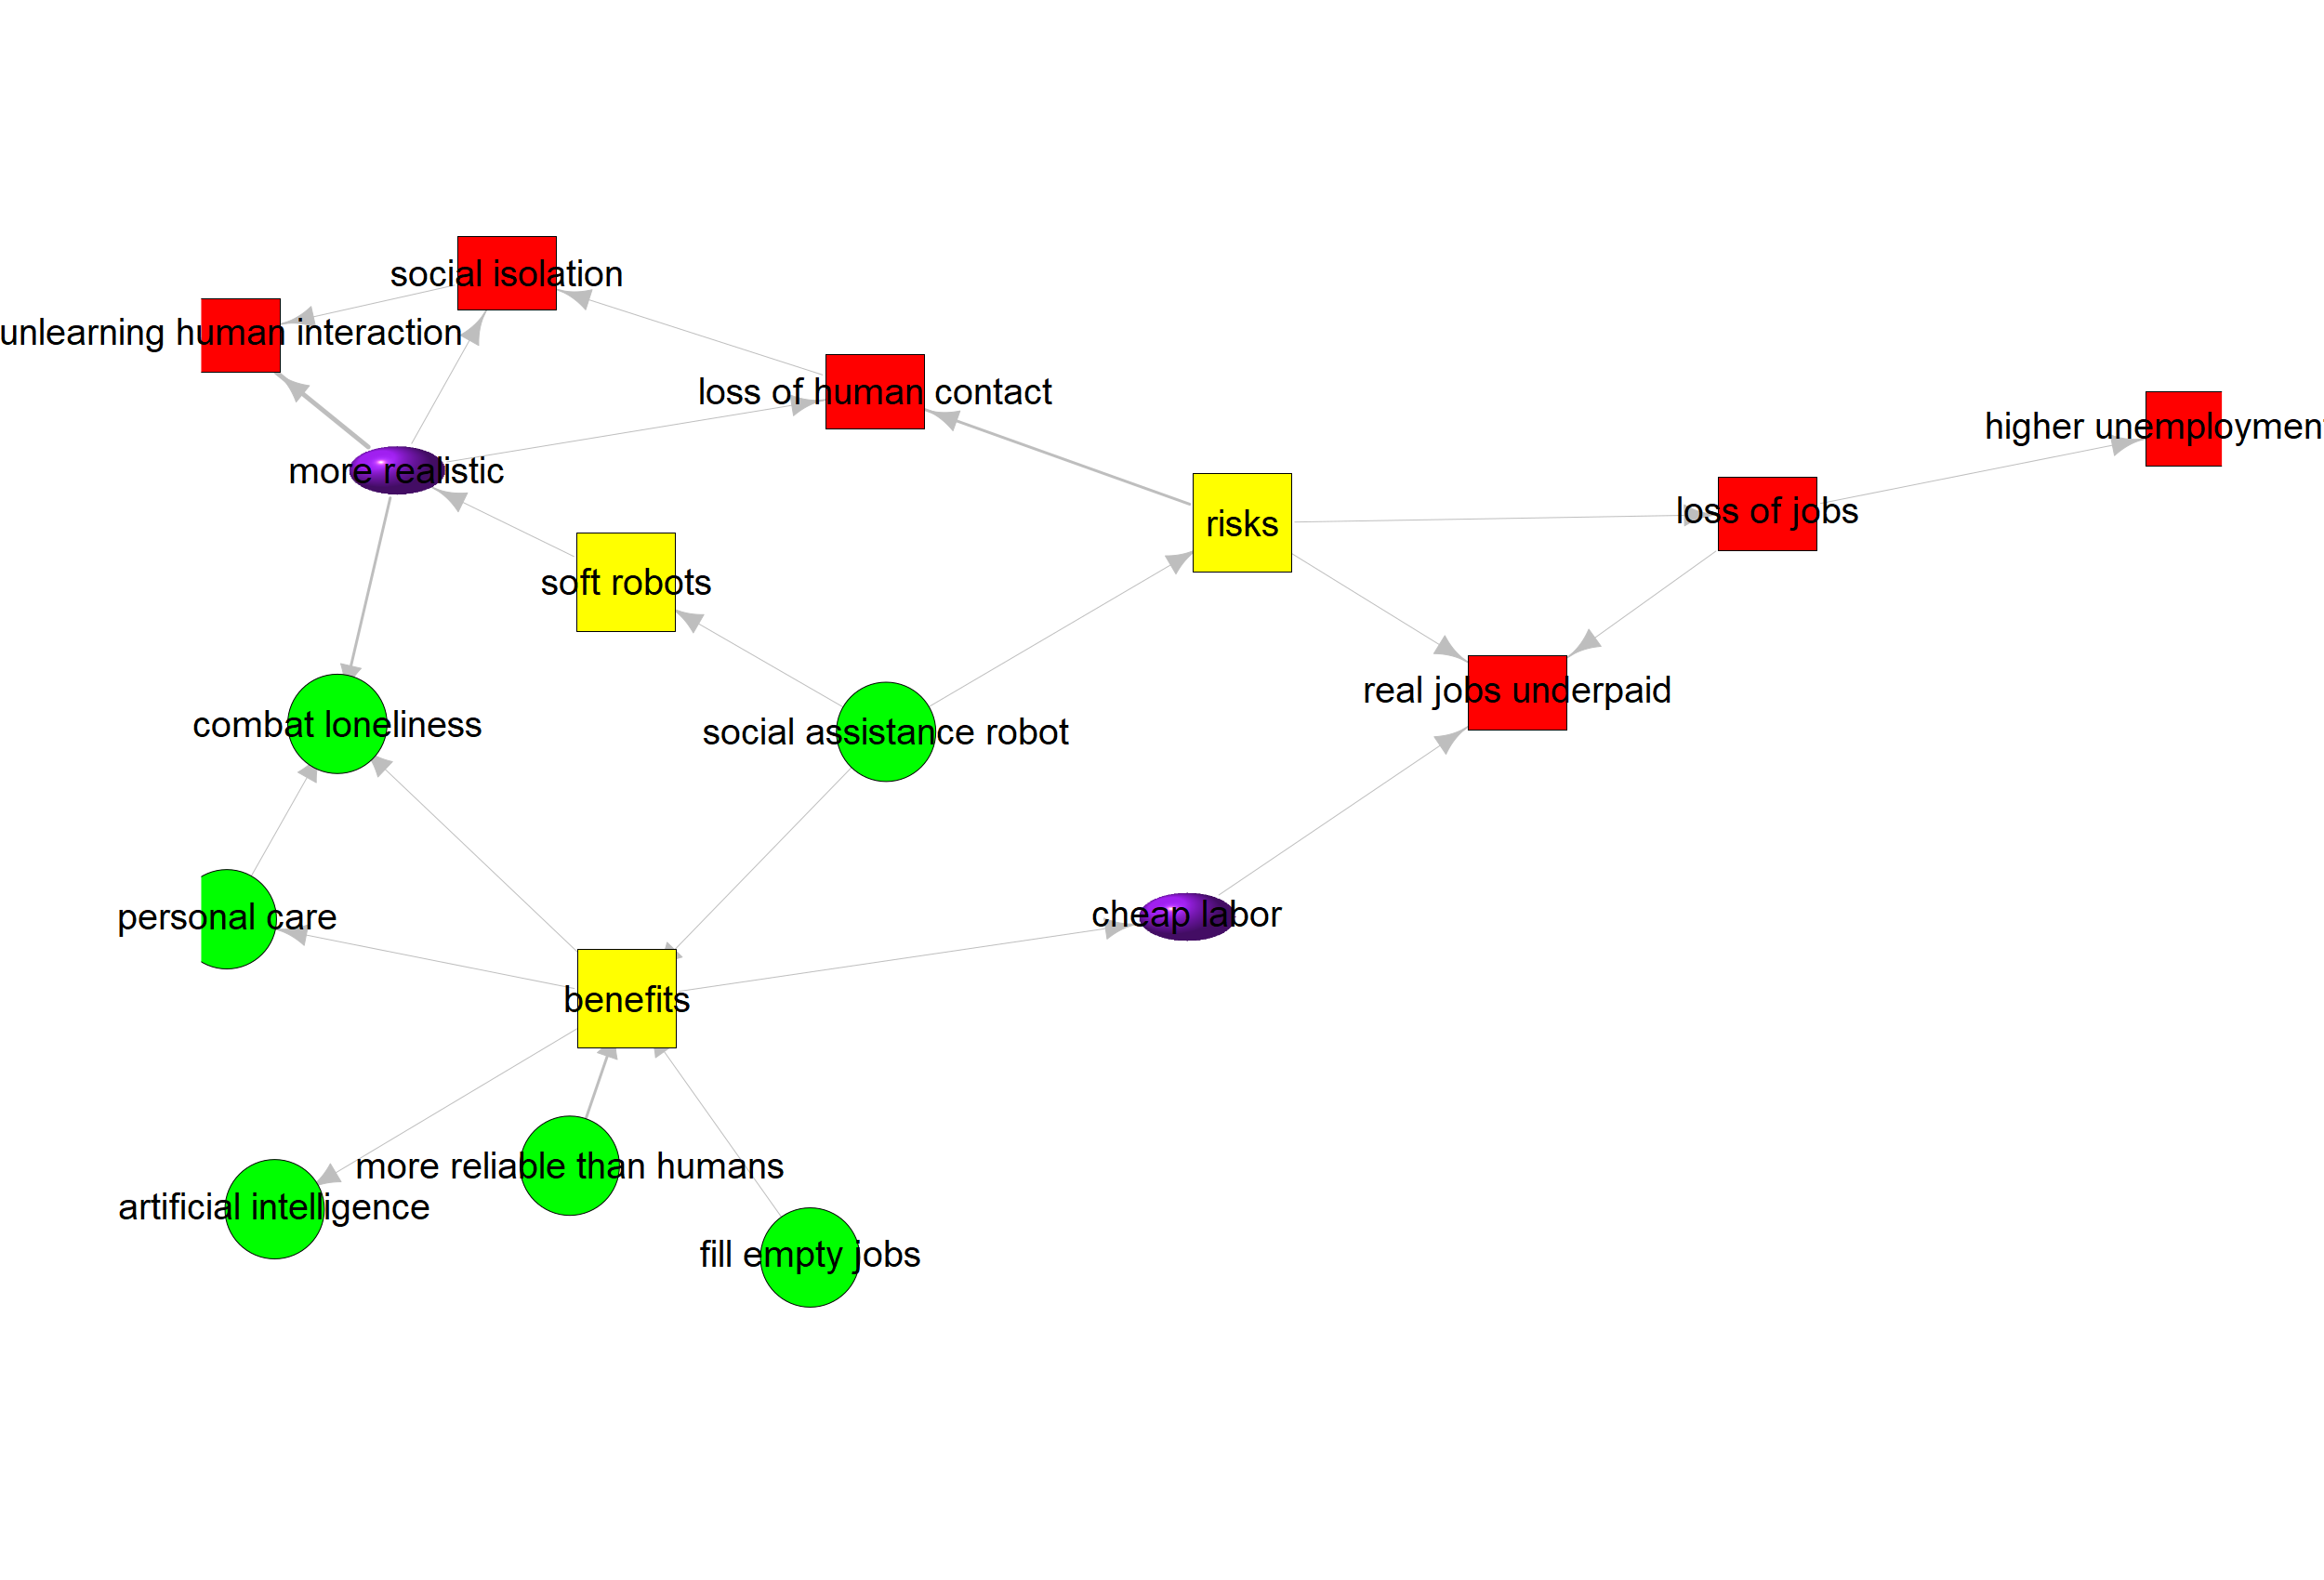 social isolation
unlearning human interaction
loss of human contact
higher unemploymen
more realistic
loss of jobs
risks
soft robots
real jobs underpaid
combat loneliness
social assistance robot
personal care
cheap labor
benefits
more reliable than humans
artificial intelligence
fill empty jobs